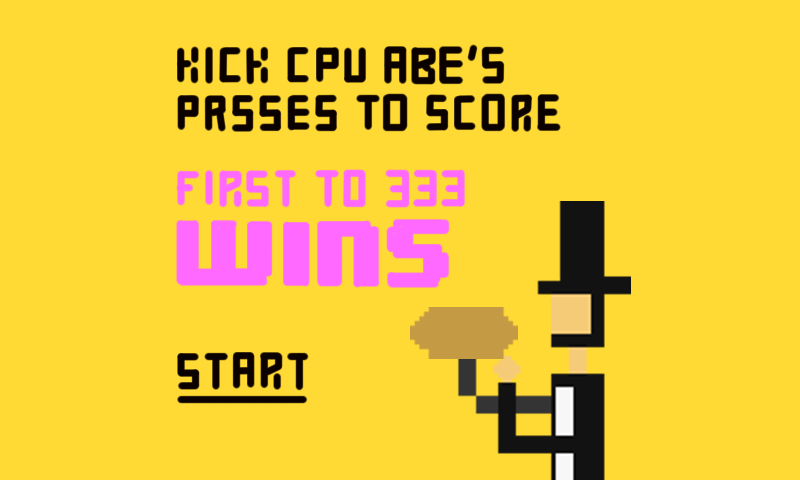 KICK CPU ABE'S
PASSES TO SCORE
FIRST TO 333
WINS
START